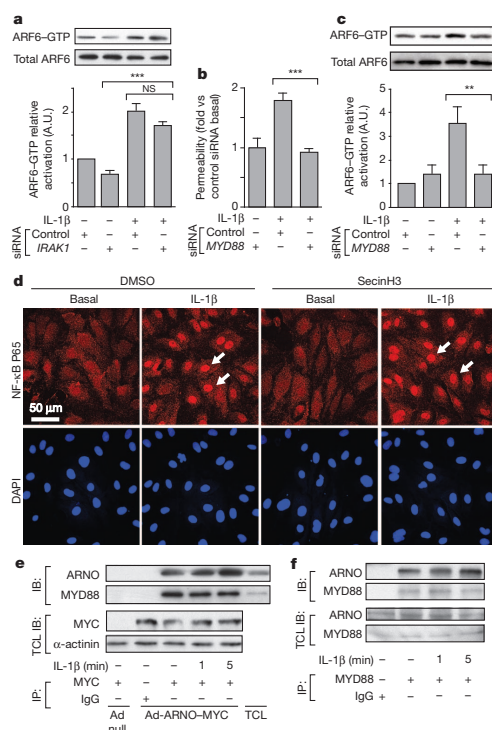 a
ARF6–GTP
Total ARF6
ARF6–GTP relative
activation (A.U.)
3
2
1
0
***
NS
IL-1β – – + +
siRNA
Control + – + –
IRAK1 – + – +
b
Permeability (fold vs
control siRNA basal)
3
2
1
0
***
IL-1β – + +
siRNA
Control + + –
MYD88 – – +
c
ARF6–GTP
Total ARF6
ARF6–GTP relative
activation (A.U.)
5
4
3
2
1
0
**
IL-1β – – + +
siRNA
Control + – + –
MYD88 – + – +
d
DMSO SecinH3
Basal IL-1β Basal IL-1β
NF-κB P65
50 μm
DAPI
e
IB:
ARNO
MYD88
TCL IB:
MYC
α-actinin
IL-1β (min) – – – 1 5
IP:
MYC + – + + +
IgG – + – – –
Ad
null
Ad-ARNO–MYC TCL
f
IB:
ARNO
MYD88
TCL IB:
ARNO
MYD88
IL-1β (min) – – 1 5
IP:
MYD88 – + + +
IgG + – – –